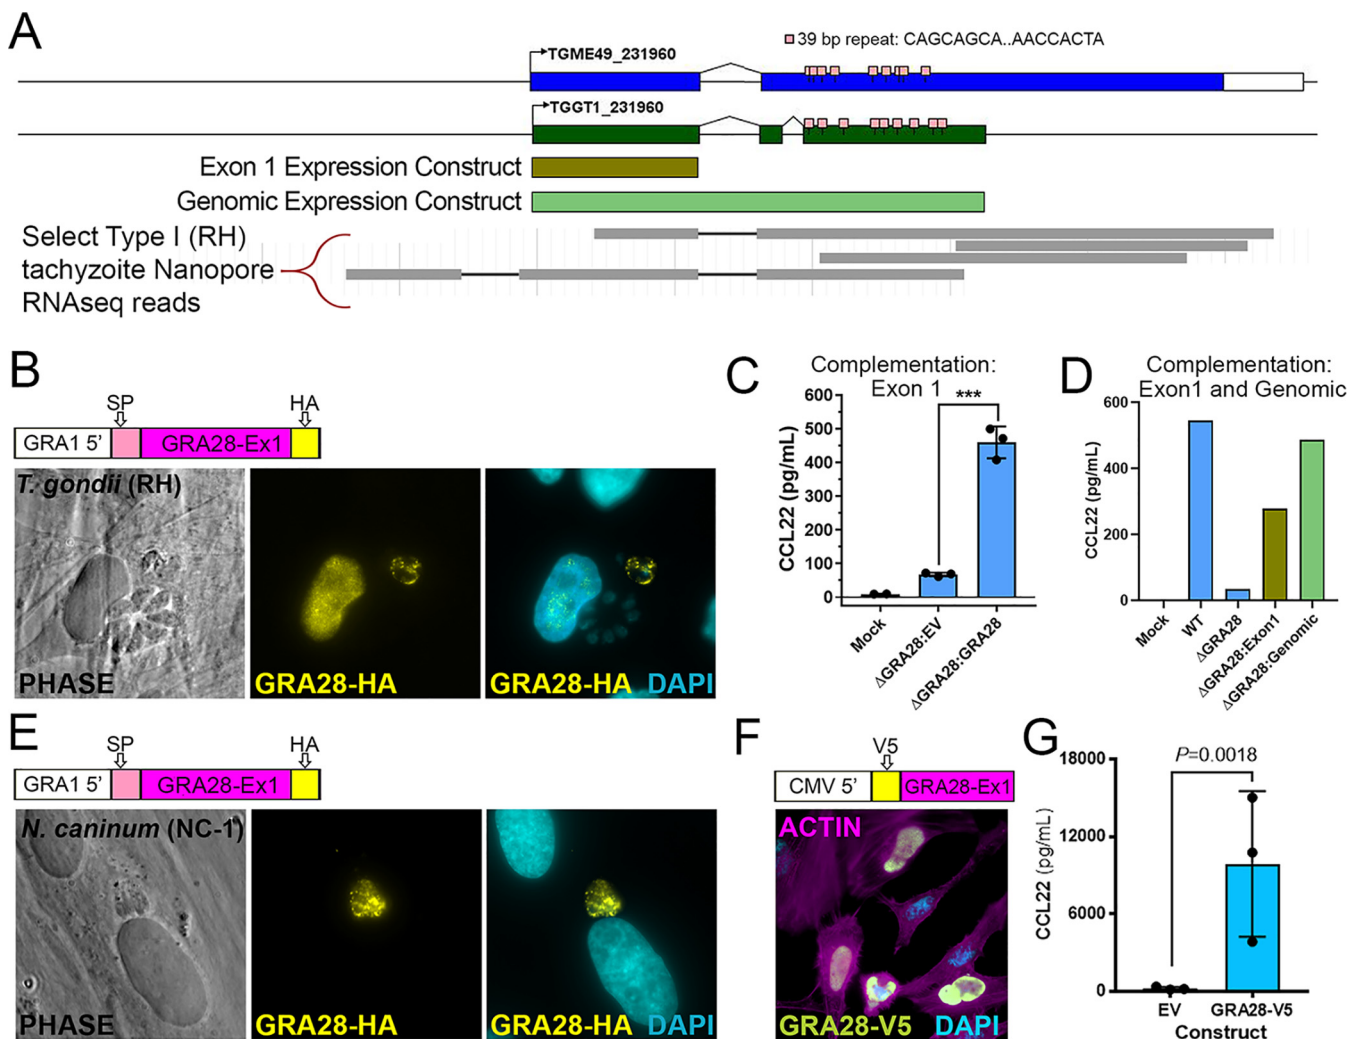 A
39 bp repeat: CAGCAGCA..AACCACTA
TGME49_231960
TGGT1_231960
Exon 1 Expression Construct
Genomic Expression Construct
Select Type I (RH)
tachyzoite Nanopore
RNAseq reads
B
SP
HA
GRA1 5’
GRA28-Ex1
T. gondii (RH)
PHASE
GRA28-HA
GRA28-HA DAPI
C
Complementation:
Exon 1
***
CCL22 (pg/mL)
600
500
400
300
200
100
0
Mock
ΔGRA28:EV
ΔGRA28:GRA28
D
Complementation:
Exon1 and Genomic
CCL22 (pg/mL)
600
400
200
0
Mock
WT
ΔGRA28
ΔGRA28:Exon1
ΔGRA28:Genomic
E
SP
HA
GRA1 5’
GRA28-Ex1
N. caninum (NC-1)
PHASE
GRA28-HA
GRA28-HA DAPI
F
V5
CMV 5’
GRA28-Ex1
ACTIN
GRA28-V5 DAPI
G
P=0.0018
CCL22 (pg/mL)
18000
12000
6000
0
EV
GRA28-V5
Construct